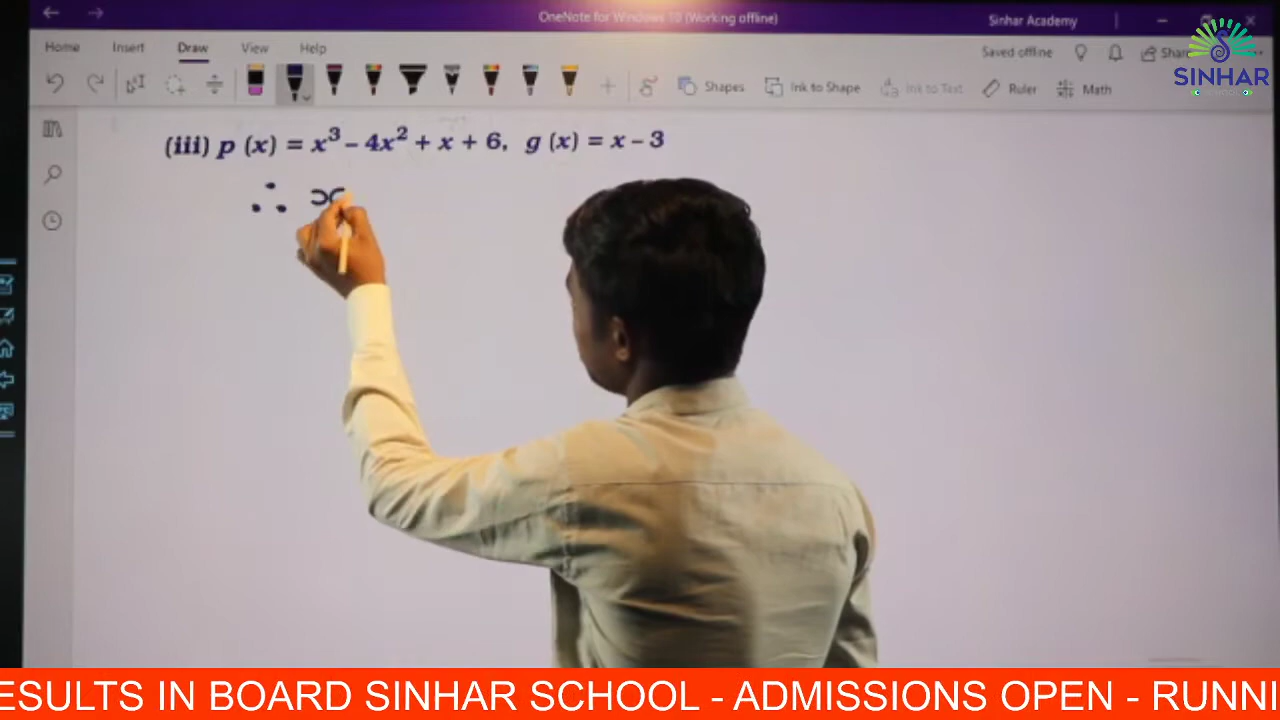 OneNote for Windows 10 (Working offline)
Sinhar Academy
Home Insert Draw View Help
Saved offline
Share
SINHAR
Shapes
Ink to Shape
Ink to Text
Ruler
Math
(iii) p (x) = x³ – 4x² + x + 6, g (x) = x – 3
∴ x
ESULTS IN BOARD SINHAR SCHOOL - ADMISSIONS OPEN - RUNNI